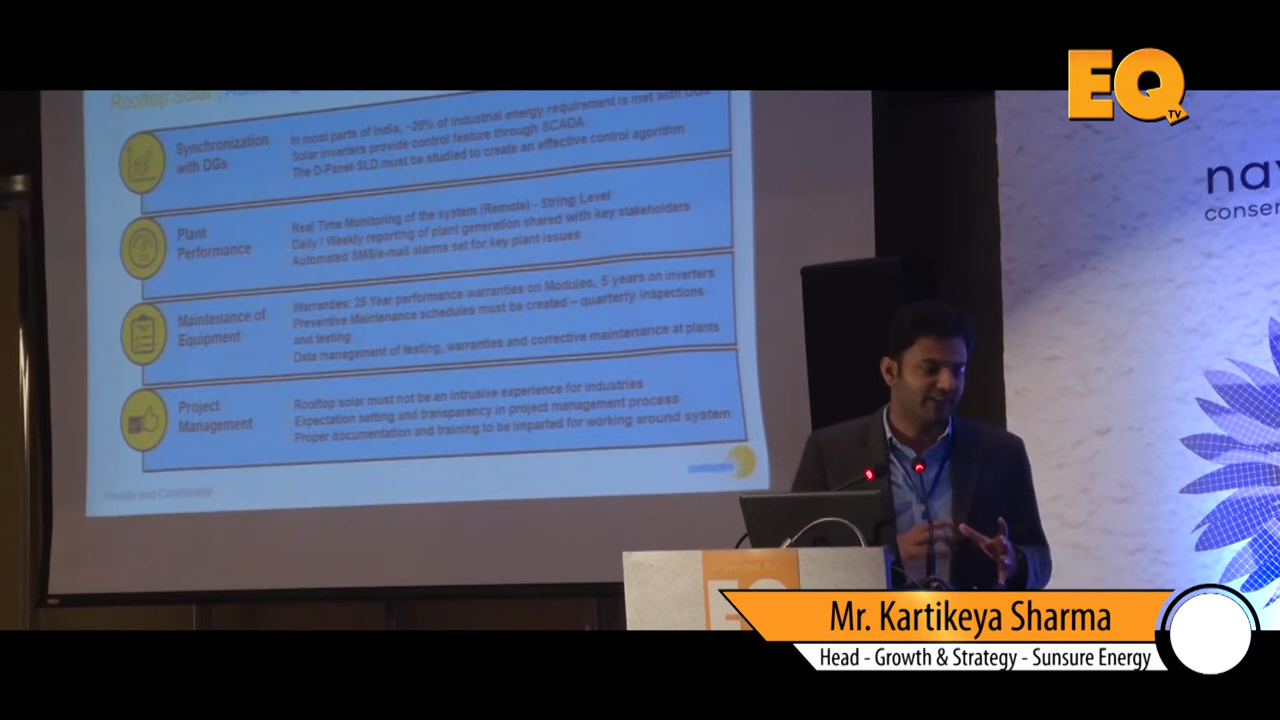 EQ
TV
Rooftop Solar
Synchronization
with DGs
In most parts of India, ~20% of industrial energy requirement is met with DGs
Solar inverters provide control feature through SCADA
The D-Panel SLD must be studied to create an effective control algorithm
Plant
Performance
Real Time Monitoring of the system (Remote) - String Level
Daily / Weekly reporting of plant generation shared with key stakeholders
Automated SMS/e-mail alarms set for key plant issues
Maintenance of
Equipment
Warranties: 25 Year performance warranties on Modules, 5 years on inverters
Preventive Maintenance schedules must be created – quarterly inspections
and testing
Data management of testing, warranties and corrective maintenance at plants
Project
Management
Rooftop solar must not be an intrusive experience for industries
Expectation setting and transparency in project management process
Proper documentation and training to be imparted for working around system
Private and Confidential
nav
conser
Organised By
Mr. Kartikeya Sharma
Head - Growth & Strategy - Sunsure Energy